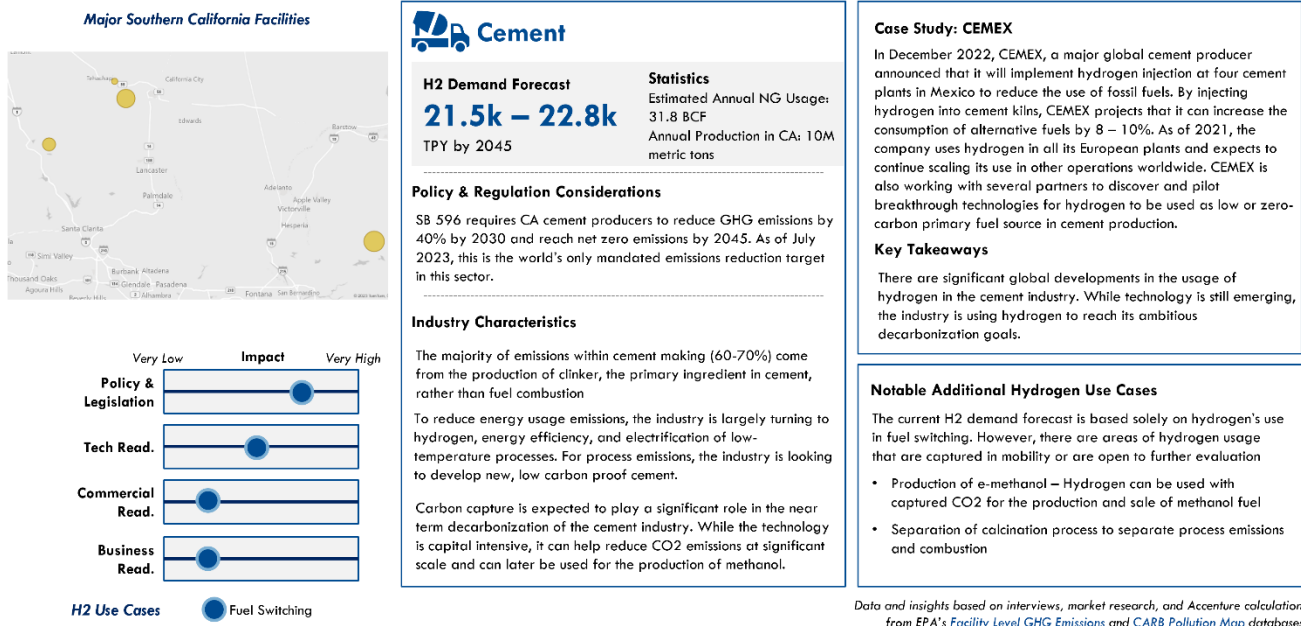 Major Southern California Facilities
Tehachapi
California City
Edwards
Barstow
Lancaster
Palmdale
Adelanto
Apple Valley
Victorville
Hesperia
Santa Clarita
Simi Valley
Burbank Altadena
Thousand Oaks
Glendale Pasadena
Agoura Hills
Alhambra
Beverly Hills
Fontana San Bernardino
Very Low Impact Very High
Policy &
Legislation
Tech Read.
Commercial
Read.
Business
Read.
H2 Use Cases Fuel Switching
Cement
H2 Demand Forecast
21.5k – 22.8k
TPY by 2045
Statistics
Estimated Annual NG Usage:
31.8 BCF
Annual Production in CA: 10M
metric tons
Policy & Regulation Considerations
SB 596 requires CA cement producers to reduce GHG emissions by
40% by 2030 and reach net zero emissions by 2045. As of July
2023, this is the world's only mandated emissions reduction target
in this sector.
Industry Characteristics
The majority of emissions within cement making (60-70%) come
from the production of clinker, the primary ingredient in cement,
rather than fuel combustion
To reduce energy usage emissions, the industry is largely turning to
hydrogen, energy efficiency, and electrification of low-
temperature processes. For process emissions, the industry is looking
to develop new, low carbon proof cement.
Carbon capture is expected to play a significant role in the near
term decarbonization of the cement industry. While the technology
is capital intensive, it can help reduce CO2 emissions at significant
scale and can later be used for the production of methanol.
Case Study: CEMEX
In December 2022, CEMEX, a major global cement producer
announced that it will implement hydrogen injection at four cement
plants in Mexico to reduce the use of fossil fuels. By injecting
hydrogen into cement kilns, CEMEX projects that it can increase the
consumption of alternative fuels by 8 – 10%. As of 2021, the
company uses hydrogen in all its European plants and expects to
continue scaling its use in other operations worldwide. CEMEX is
also working with several partners to discover and pilot
breakthrough technologies for hydrogen to be used as low or zero-
carbon primary fuel source in cement production.
Key Takeaways
There are significant global developments in the usage of
hydrogen in the cement industry. While technology is still emerging,
the industry is using hydrogen to reach its ambitious
decarbonization goals.
Notable Additional Hydrogen Use Cases
The current H2 demand forecast is based solely on hydrogen's use
in fuel switching. However, there are areas of hydrogen usage
that are captured in mobility or are open to further evaluation
• Production of e-methanol – Hydrogen can be used with
captured CO2 for the production and sale of methanol fuel
• Separation of calcination process to separate process emissions
and combustion
Data and insights based on interviews, market research, and Accenture calculation
from EPA's Facility Level GHG Emissions and CARB Pollution Map databases